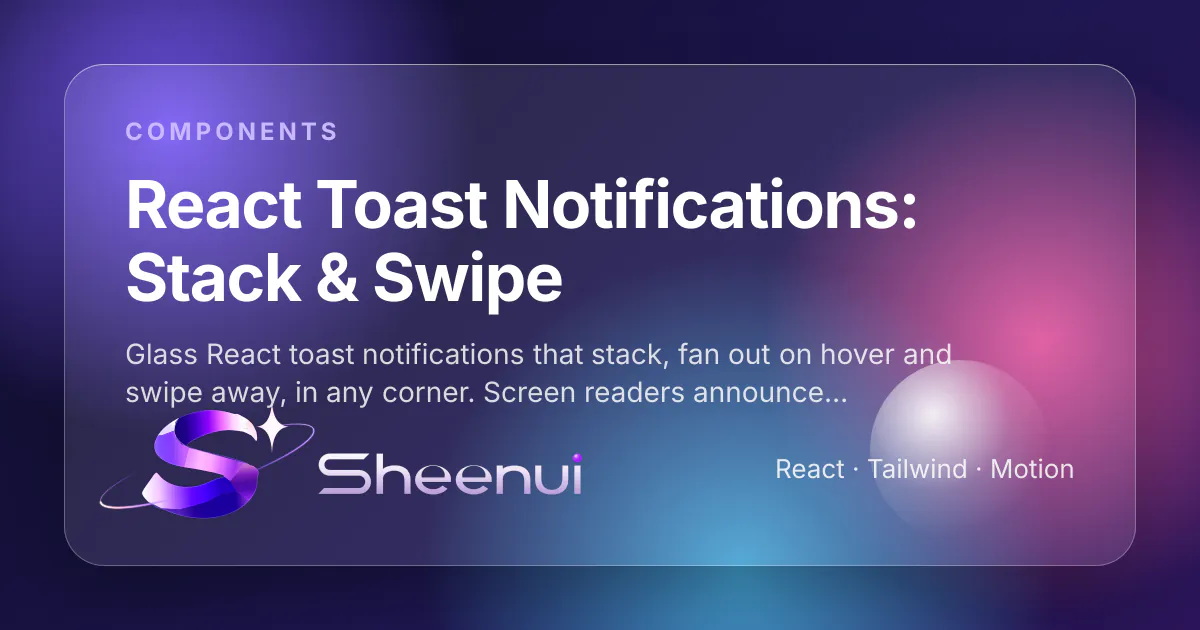 COMPONENTS
React Toast Notifications:
Stack & Swipe
Glass React toast notifications that stack, fan out on hover and
swipe away, in any corner. Screen readers announce...
Sheenui
React · Tailwind · Motion